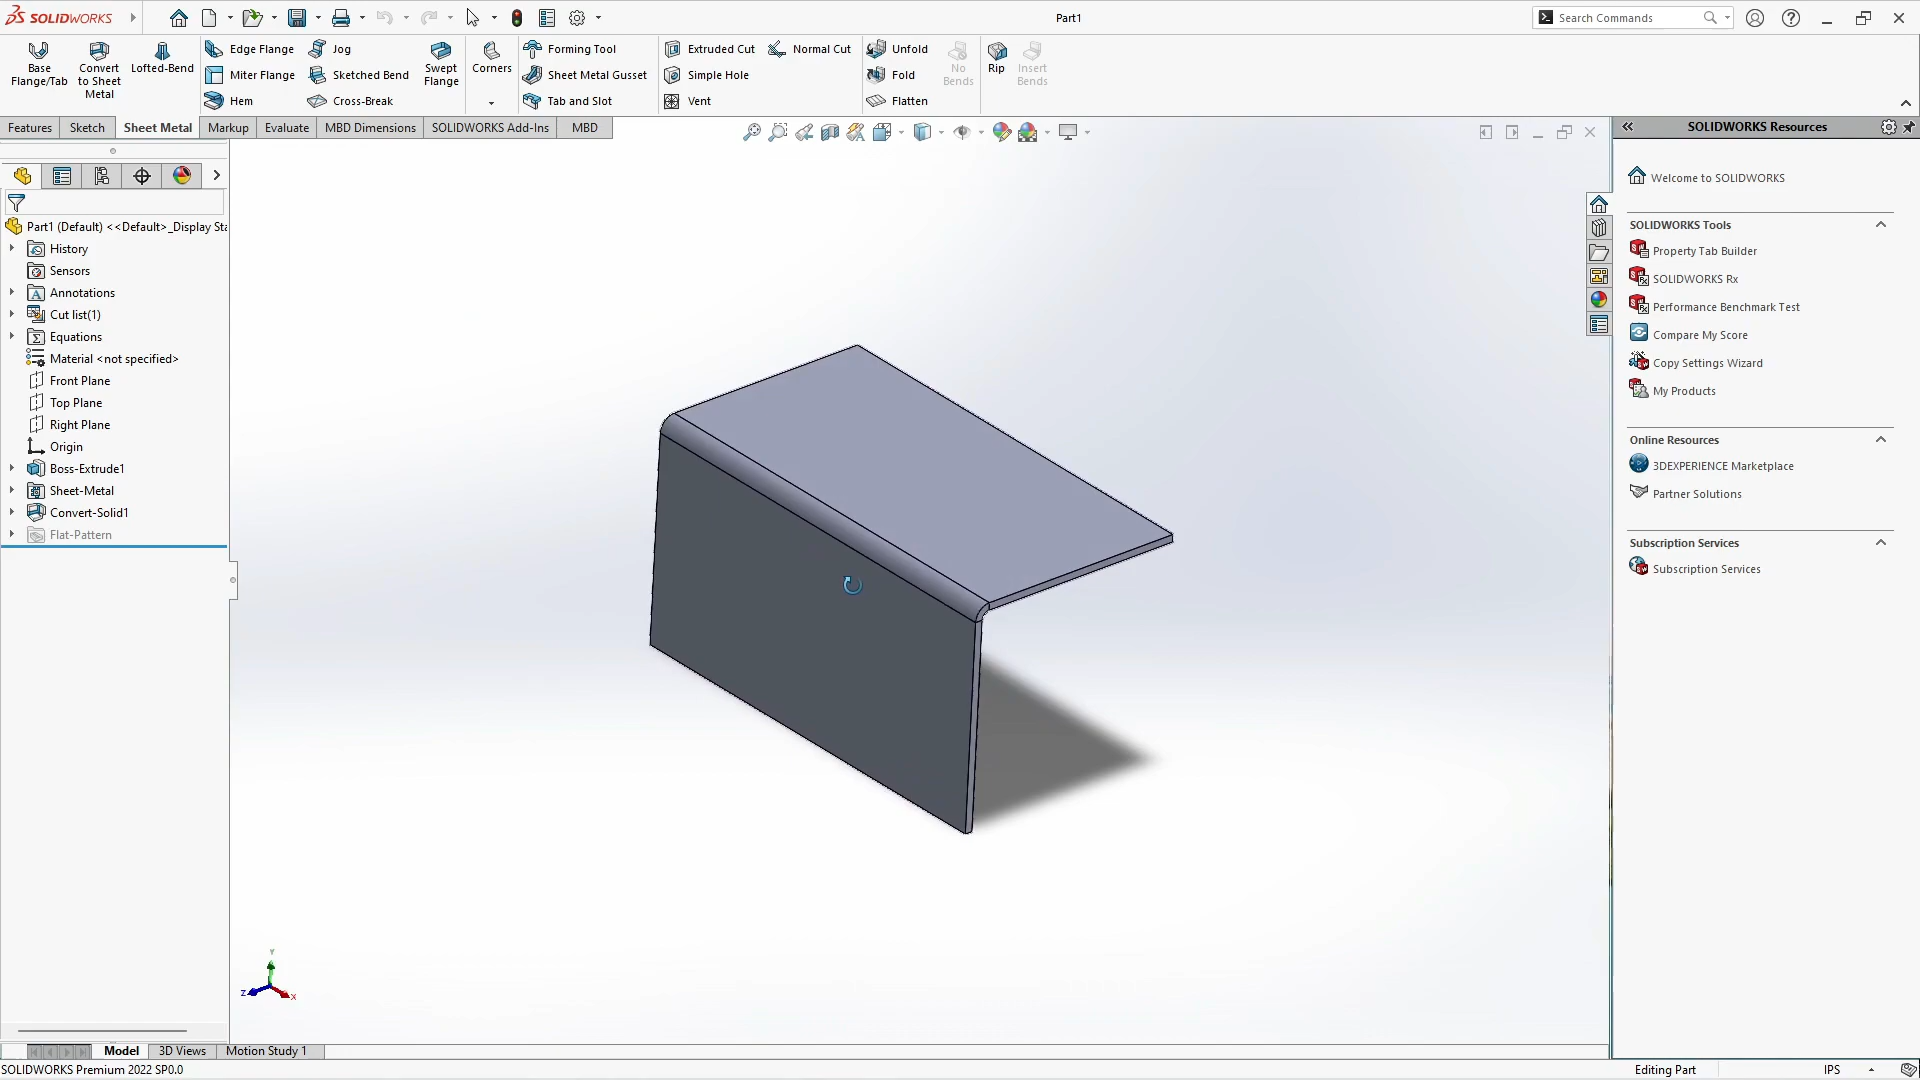 SOLIDWORKS
Part1
Search Commands
Base Flange/Tab
Convert to Sheet Metal
Lofted-Bend
Edge Flange
Miter Flange
Hem
Jog
Sketched Bend
Cross-Break
Swept Flange
Corners
Forming Tool
Sheet Metal Gusset
Tab and Slot
Extruded Cut
Simple Hole
Vent
Normal Cut
Unfold
Fold
Flatten
No Bends
Rip
Insert Bends
Features
Sketch
Sheet Metal
Markup
Evaluate
MBD Dimensions
SOLIDWORKS Add-Ins
MBD
Part1 (Default) <<Default>_Display Sta
History
Sensors
Annotations
Cut list(1)
Equations
Material <not specified>
Front Plane
Top Plane
Right Plane
Origin
Boss-Extrude1
Sheet-Metal
Convert-Solid1
Flat-Pattern
Y
Z
X
SOLIDWORKS Resources
Welcome to SOLIDWORKS
SOLIDWORKS Tools
Property Tab Builder
SOLIDWORKS Rx
Performance Benchmark Test
Compare My Score
Copy Settings Wizard
My Products
Online Resources
3DEXPERIENCE Marketplace
Partner Solutions
Subscription Services
Subscription Services
Model
3D Views
Motion Study 1
SOLIDWORKS Premium 2022 SP0.0
Editing Part
IPS